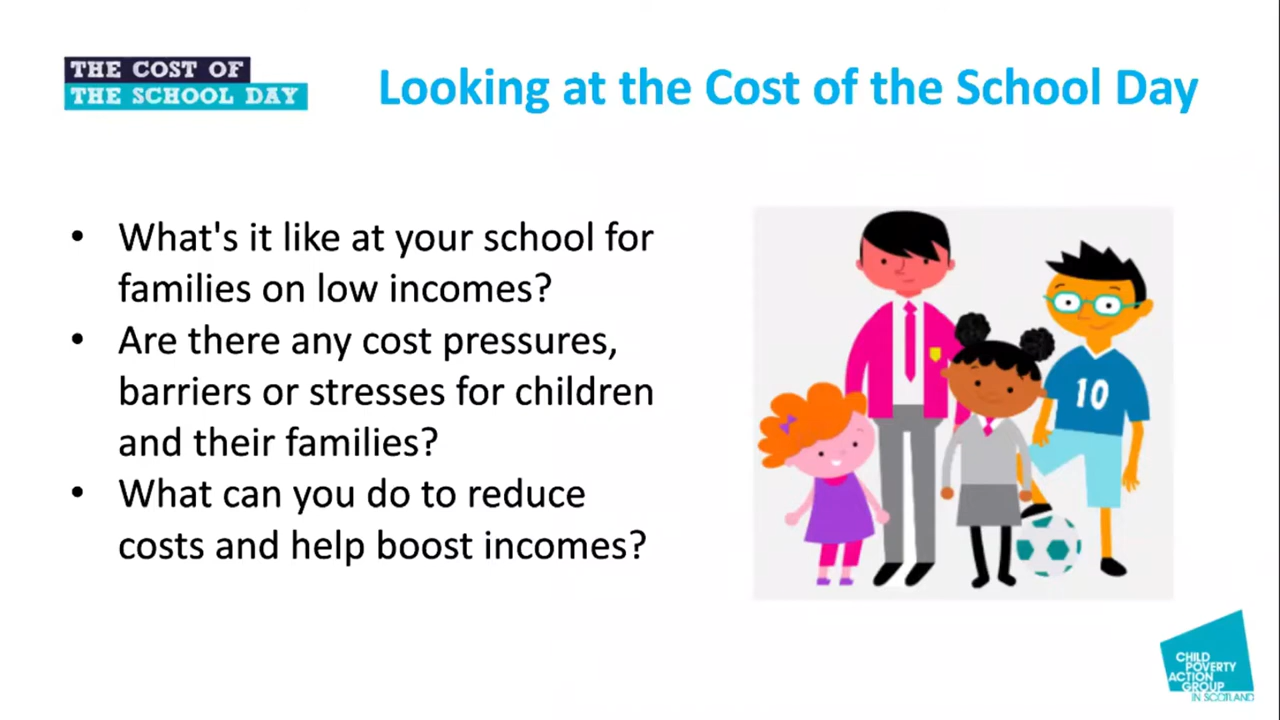 THE COST OF
THE SCHOOL DAY
Looking at the Cost of the School Day
• What's it like at your school for
families on low incomes?
• Are there any cost pressures,
barriers or stresses for children
and their families?
• What can you do to reduce
costs and help boost incomes?
10
CHILD
POVERTY
ACTION
GROUP
IN SCOTLAND